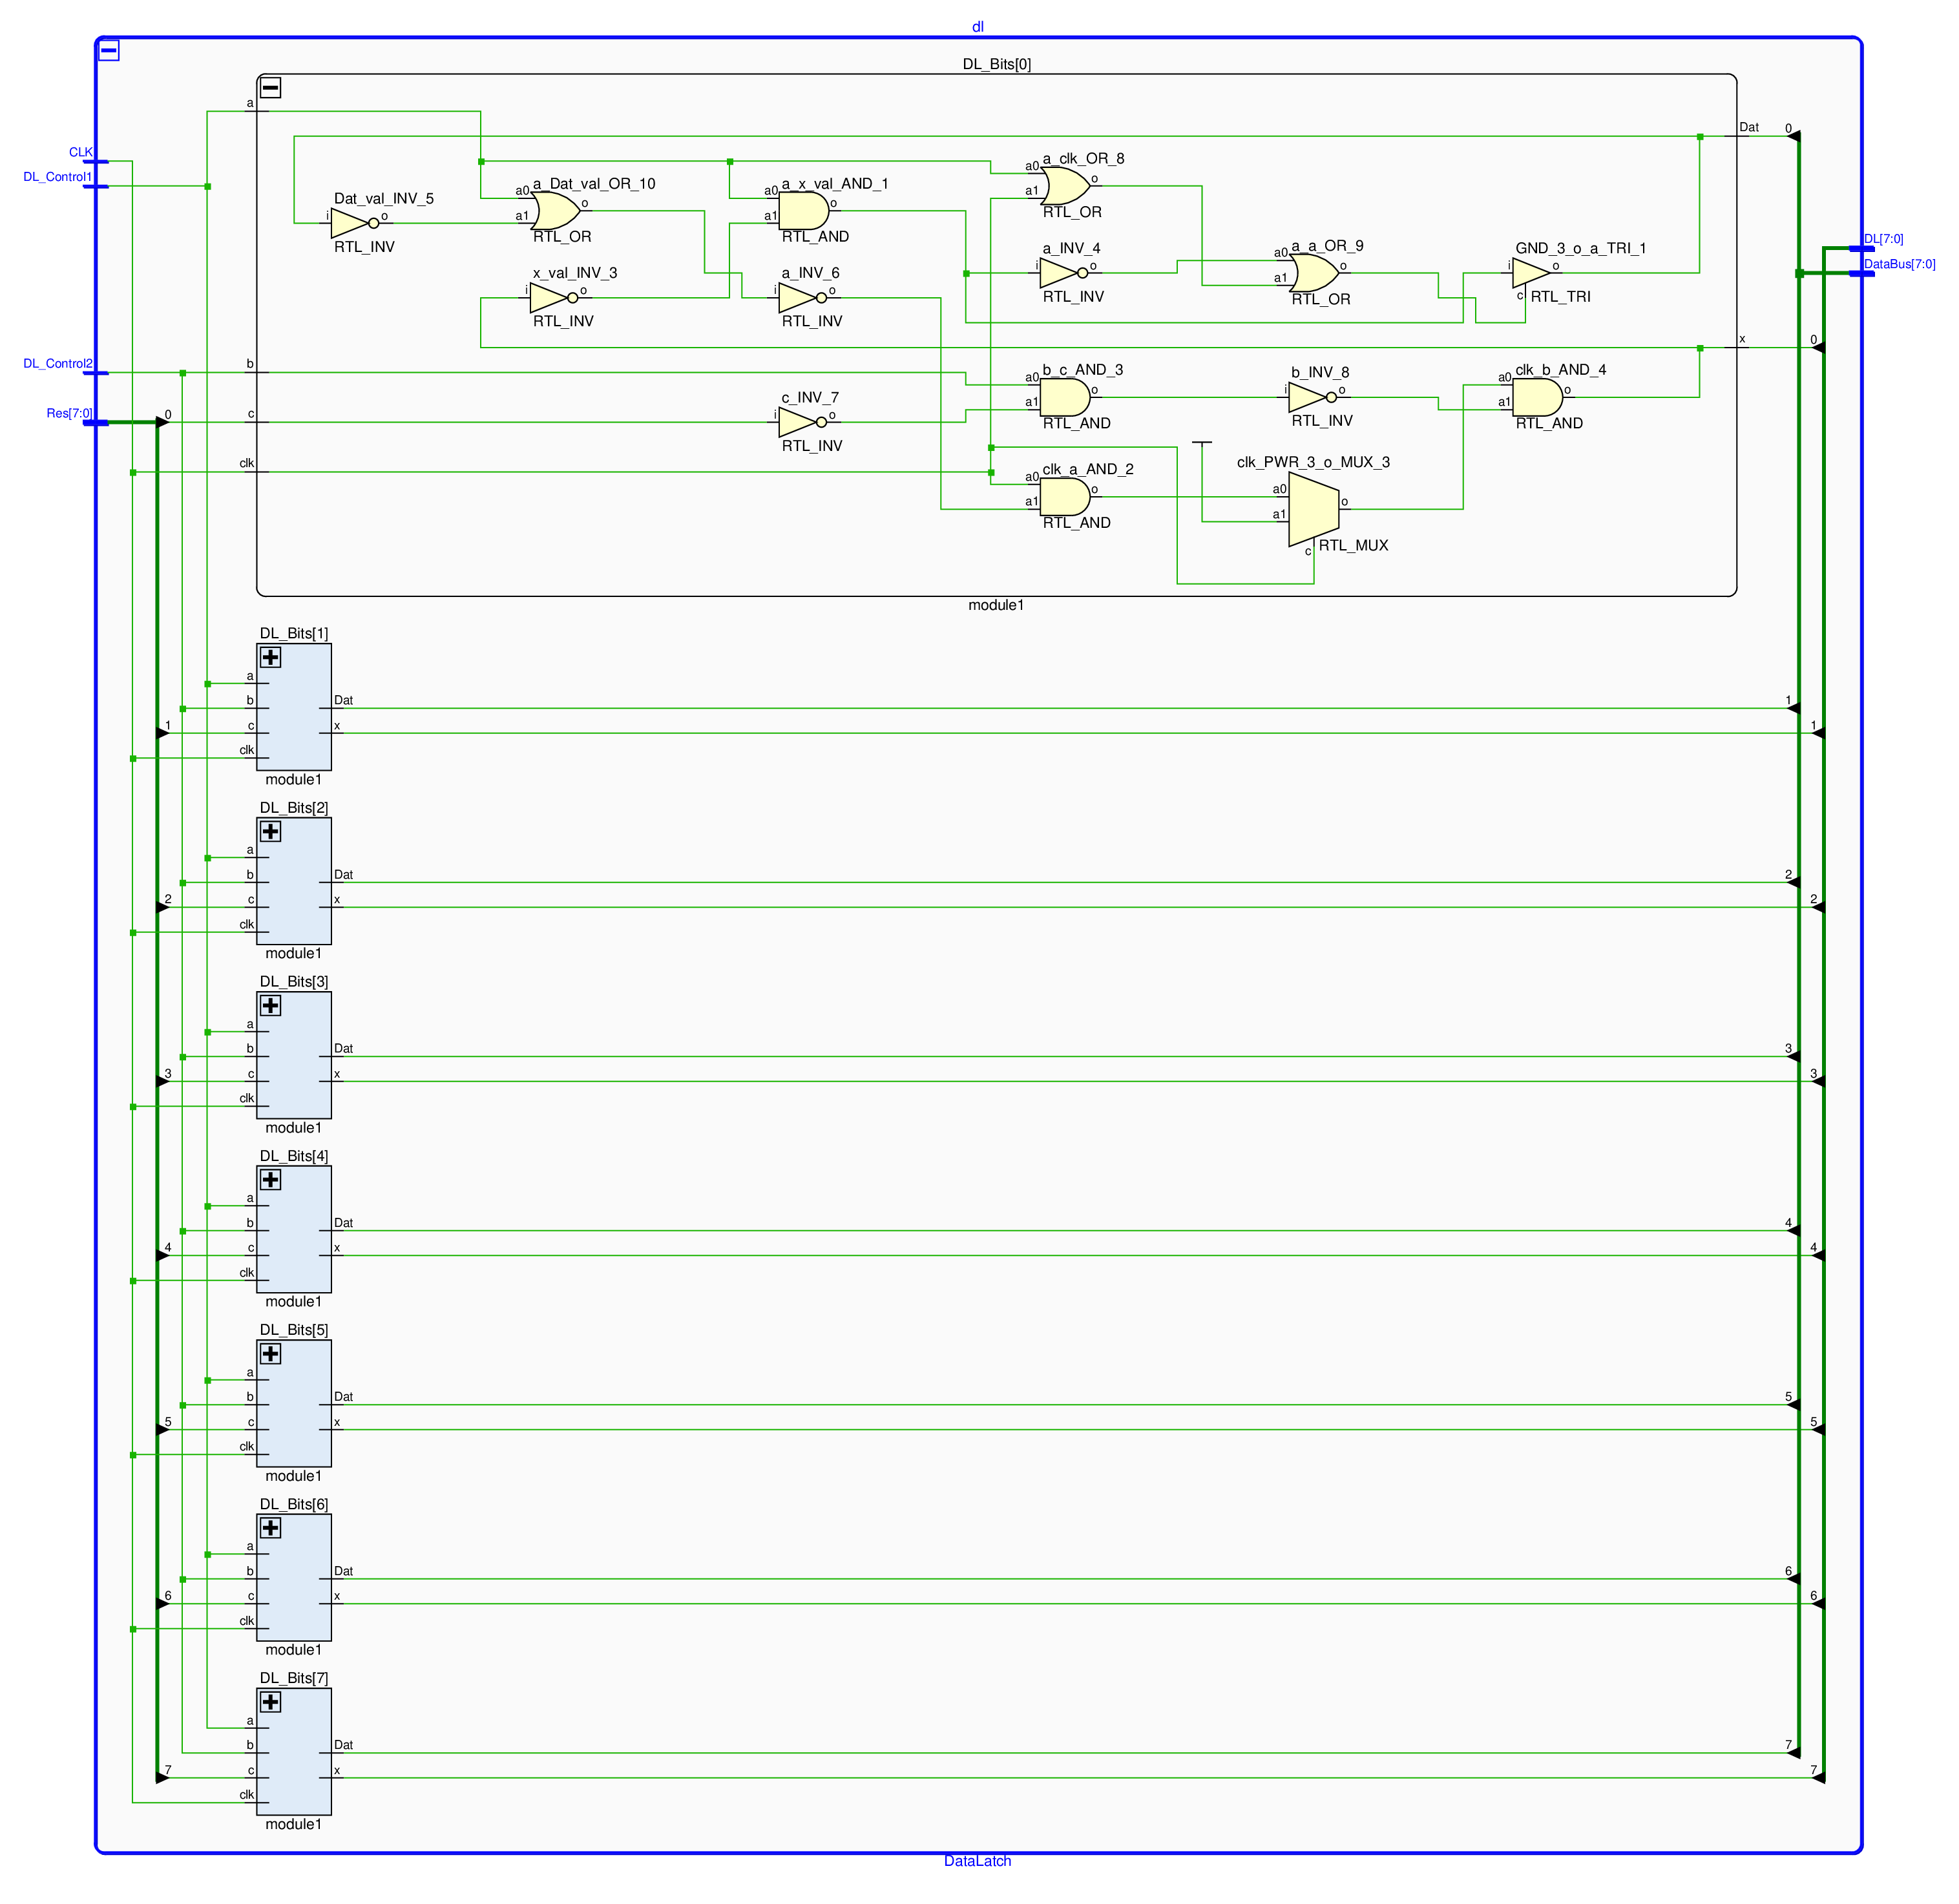 dl
DL_Bits[0]
a
Dat
0
CLK
DL_Control1
a_clk_OR_8
a0
a1
o
RTL_OR
Dat_val_INV_5
i
o
RTL_INV
a_Dat_val_OR_10
a0
a1
o
RTL_OR
a_x_val_AND_1
a0
a1
o
RTL_AND
DL[7:0]
DataBus[7:0]
x_val_INV_3
i
o
RTL_INV
a_INV_6
i
o
RTL_INV
a_INV_4
i
o
RTL_INV
a_a_OR_9
a0
a1
o
RTL_OR
GND_3_o_a_TRI_1
i
o
c
RTL_TRI
x
0
DL_Control2
b
b_c_AND_3
a0
a1
o
RTL_AND
b_INV_8
i
o
RTL_INV
clk_b_AND_4
a0
a1
o
RTL_AND
Res[7:0]
0
c
c_INV_7
i
o
RTL_INV
clk
clk_a_AND_2
a0
a1
o
RTL_AND
clk_PWR_3_o_MUX_3
a0
a1
o
c
RTL_MUX
module1
DL_Bits[1]
a
b
Dat
1
1
c
x
1
clk
module1
DL_Bits[2]
a
b
Dat
2
2
c
x
2
clk
module1
DL_Bits[3]
a
b
Dat
3
3
c
x
3
clk
module1
DL_Bits[4]
a
b
Dat
4
4
c
x
4
clk
module1
DL_Bits[5]
a
b
Dat
5
5
c
x
5
clk
module1
DL_Bits[6]
a
b
Dat
6
6
c
x
6
clk
module1
DL_Bits[7]
a
b
Dat
7
7
c
x
7
clk
module1
DataLatch